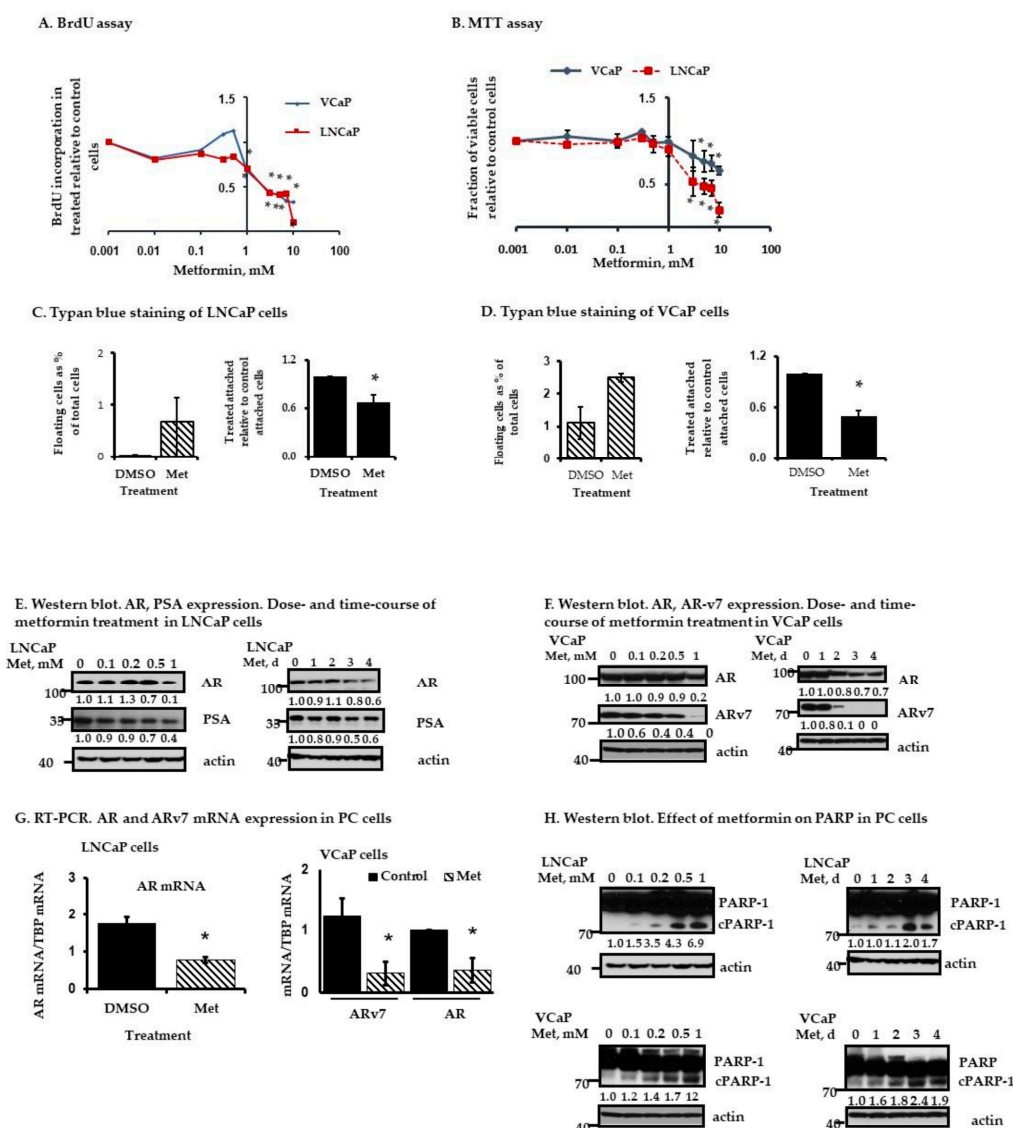 A. BrdU assay
B. MTT assay
BrdU incorporation in
treated relative to control
cells
1.5
0.5
VCaP
LNCaP
* * * * * * * *
0.001 0.01 0.1 1 10 100
Metformin, mM
Fraction of viable cells
relative to control cells
VCaP LNCaP
1.5
0.5
* * * * * * *
0.001 0.01 0.1 1 10 100
Metformin, mM
C. Typan blue staining of LNCaP cells
D. Typan blue staining of VCaP cells
Floating cells as %
of total cells
2
1
0
DMSO Met
Treatment
Treated attached
relative to control
attached cells
1.2
0.6
0.0
*
DMSO Met
Treatment
Floating cells as % of
total cells
3
2
1
0
DMSO Met
Treatment
Treated attached
relative to control
attached cells
1.2
0.6
0.0
*
DMSO Met
Treatment
E. Western blot. AR, PSA expression. Dose- and time-course of
metformin treatment in LNCaP cells
LNCaP
Met, mM 0 0.1 0.2 0.5 1
100 AR
1.0 1.1 1.3 0.7 0.1
35 PSA
1.0 0.9 0.9 0.7 0.4
40 actin
LNCaP
Met, d 0 1 2 3 4
100 AR
1.0 0.9 1.1 0.8 0.6
35 PSA
1.0 0.8 0.9 0.5 0.6
40 actin
F. Western blot. AR, AR-v7 expression. Dose- and time-
course of metformin treatment in VCaP cells
VCaP
Met, mM 0 0.1 0.2 0.5 1
100 AR
1.0 1.0 0.9 0.9 0.2
70 ARv7
1.0 0.6 0.4 0.4 0
40 actin
VCaP
Met, d 0 1 2 3 4
100 AR
1.0 1.0 0.8 0.7 0.7
70 ARv7
1.0 0.8 0.1 0 0
40 actin
G. RT-PCR. AR and ARv7 mRNA expression in PC cells
LNCaP cells
AR mRNA/TBP mRNA
3
2
1
0
AR mRNA
*
DMSO Met
Treatment
VCaP cells
mRNA/TBP mRNA
2
1
0
Control Met
* *
ARv7 AR
H. Western blot. Effect of metformin on PARP in PC cells
LNCaP
Met, mM 0 0.1 0.2 0.5 1
PARP-1
cPARP-1
70
1.0 1.5 3.5 4.3 6.9
40 actin
LNCaP
Met, d 0 1 2 3 4
PARP-1
cPARP-1
70
1.0 1.0 1.1 2.0 1.7
40 actin
VCaP
Met, mM 0 0.1 0.2 0.5 1
PARP-1
cPARP-1
70
1.0 1.2 1.4 1.7 12
40 actin
VCaP
Met, d 0 1 2 3 4
PARP
cPARP-1
70
1.0 1.6 1.8 2.4 1.9
40 actin